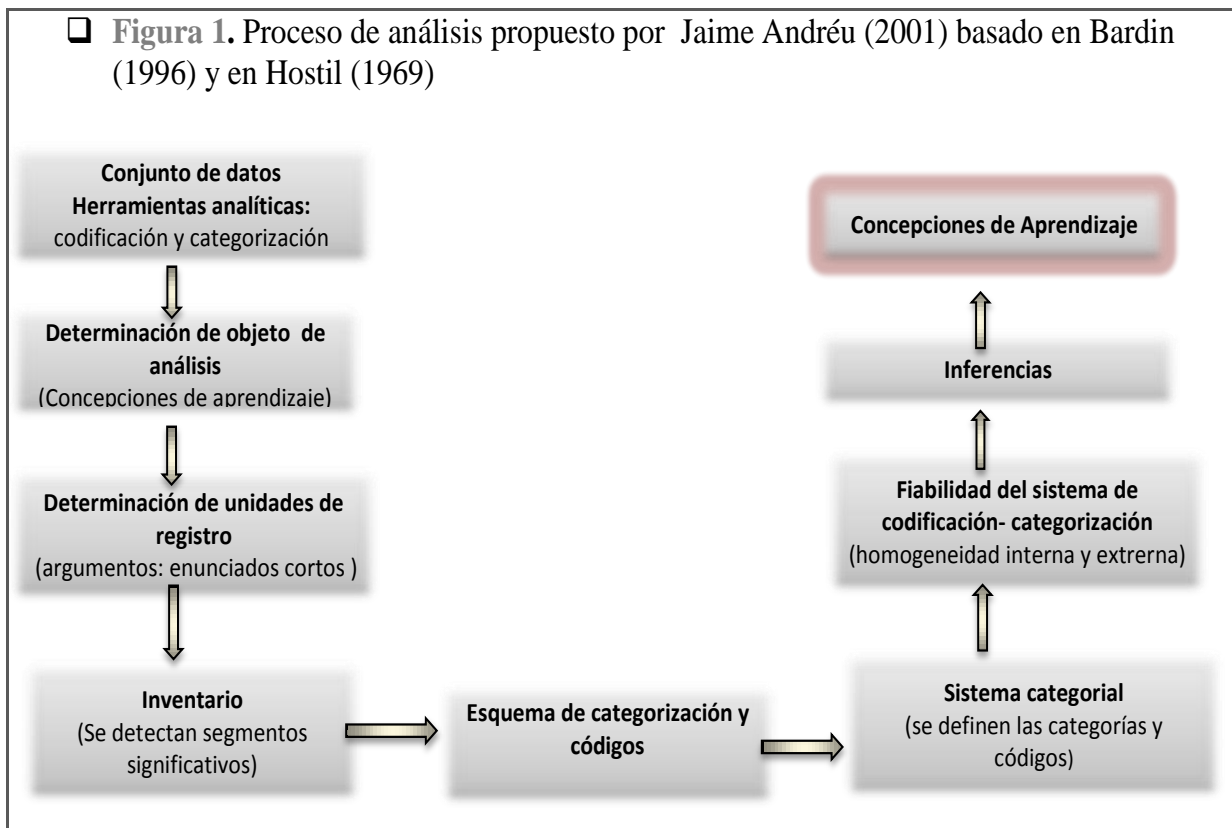 Figura 1. Proceso de análisis propuesto por Jaime Andréu (2001) basado en Bardin
(1996) y en Hostil (1969)
Conjunto de datos
Herramientas analíticas:
codificación y categorización
Determinación de objeto de
análisis
(Concepciones de aprendizaje)
Determinación de unidades de
registro
(argumentos: enunciados cortos )
Inventario
(Se detectan segmentos
significativos)
Esquema de categorización y
códigos
Sistema categorial
(se definen las categorías y
códigos)
Fiabilidad del sistema de
codificación- categorización
(homogeneidad interna y extrerna)
Inferencias
Concepciones de Aprendizaje